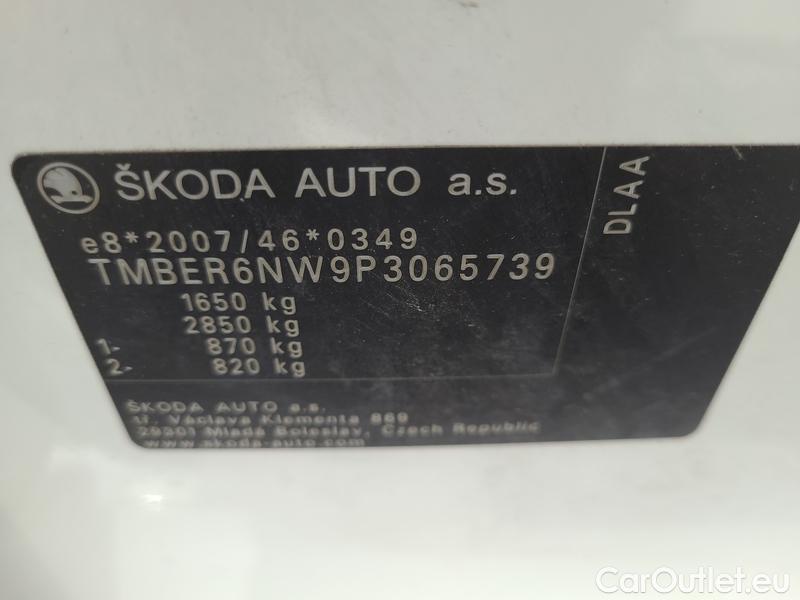 ŠKODA AUTO a.s.
e8*2007/46*0349
TMBER6NW9P3065739
1650 kg
2850 kg
1- 870 kg
2- 820 kg
DLAA
ŠKODA AUTO a.s.
tř. Václava Klementa 869
29301 Mladá Boleslav, Czech Republic
www.skoda-auto.com
CarOutlet.eu